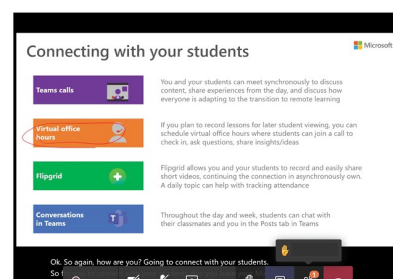 Connecting with your students
Microsoft
Teams calls
You and your students can meet synchronously to discuss
content, share experiences from the day, and discuss how
everyone is adapting to the transition to remote learning
Virtual office
hours
If you plan to record lessons for later student viewing, you can
schedule virtual office hours where students can join a call to
check in, ask questions, share insights/ideas
Flipgrid
Flipgrid allows you and your students to record and easily share
short videos, continuing the connection in asynchronously own.
A daily topic can help with tracking attendance
Conversations
in Teams
Throughout the day and week, students can chat with
their classmates and you in the Posts tab in Teams
Ok. So again, how are you? Going to connect with your students.
So